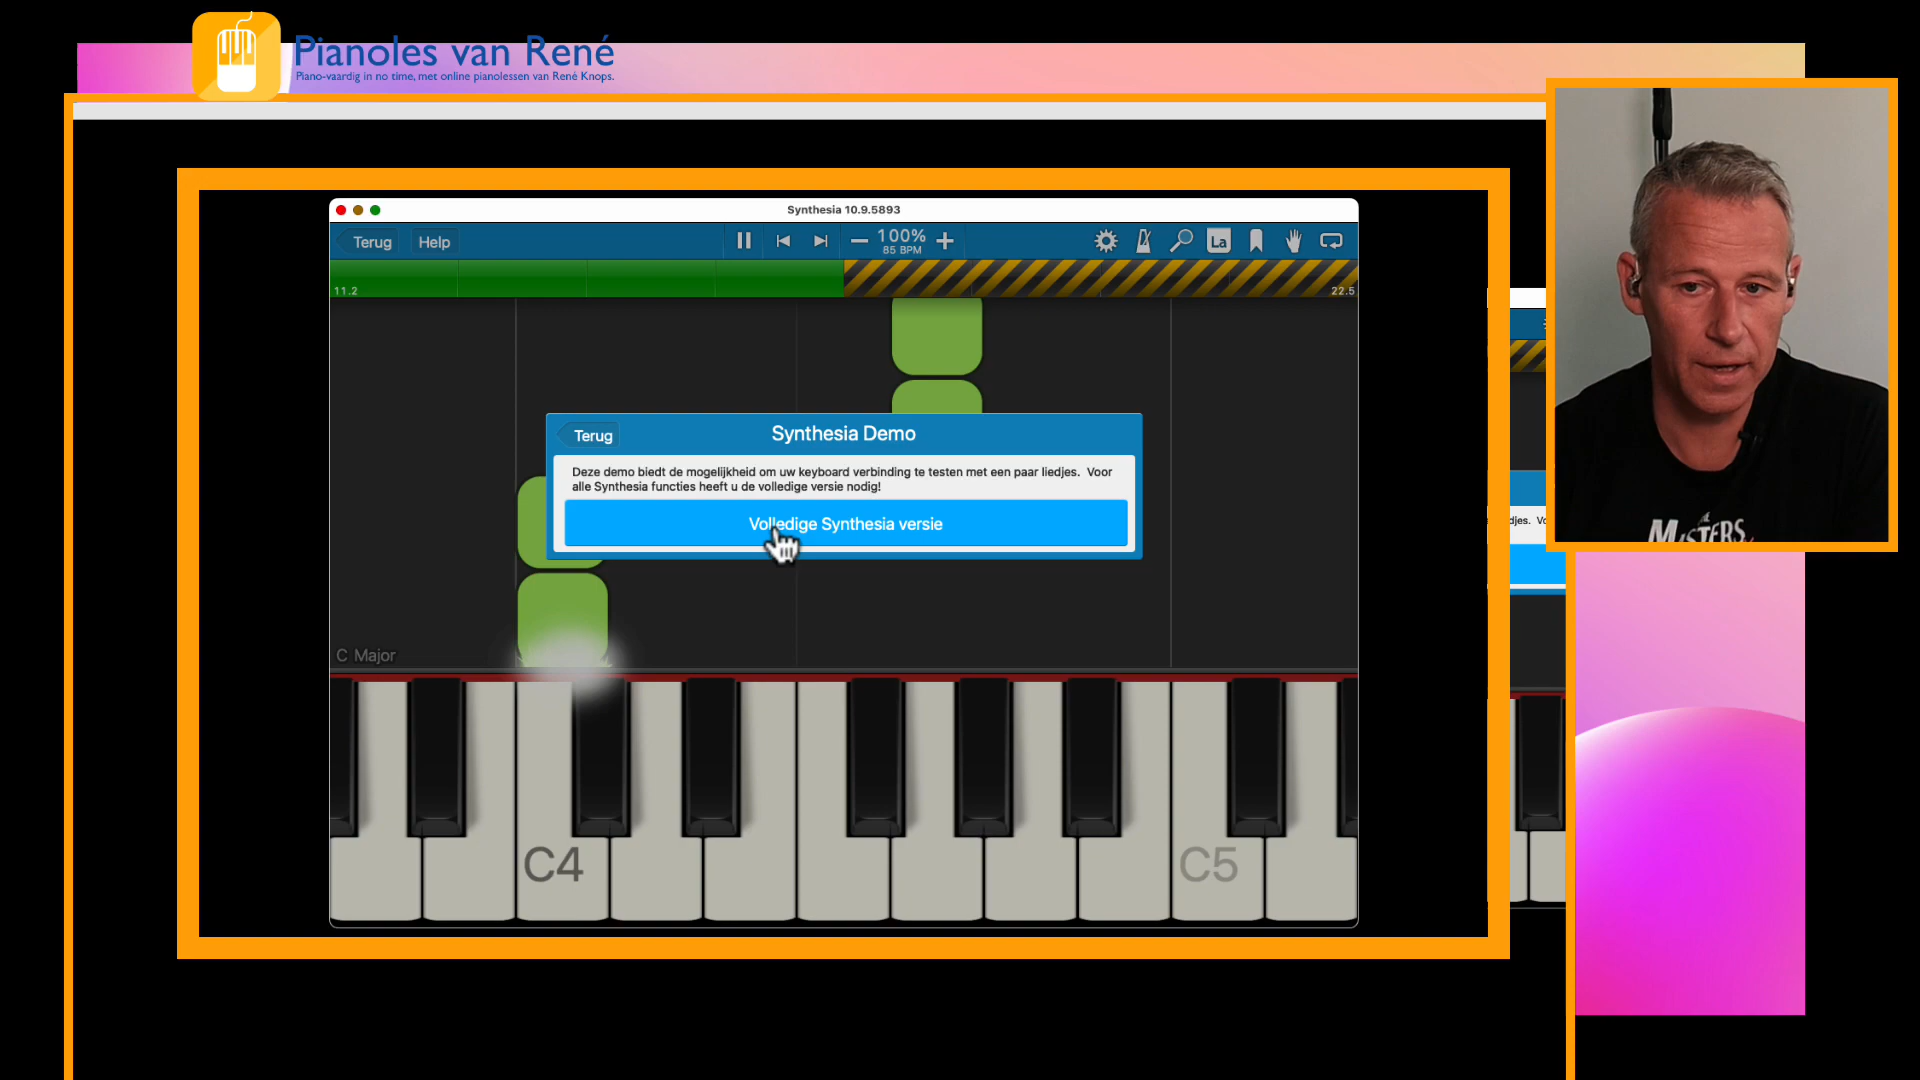 Pianoles van René
Piano-vaardig in no time, met online pianolessen van René Knops.
Synthesia 10.9.5893
Terug
Help
100%
85 BPM
La
11.2
22.5
Terug
Synthesia Demo
Deze demo biedt de mogelijkheid om uw keyboard verbinding te testen met een paar liedjes. Voor
alle Synthesia functies heeft u de volledige versie nodig!
Volledige Synthesia versie
C Major
C4
C5
djes. Vo
MASTERS